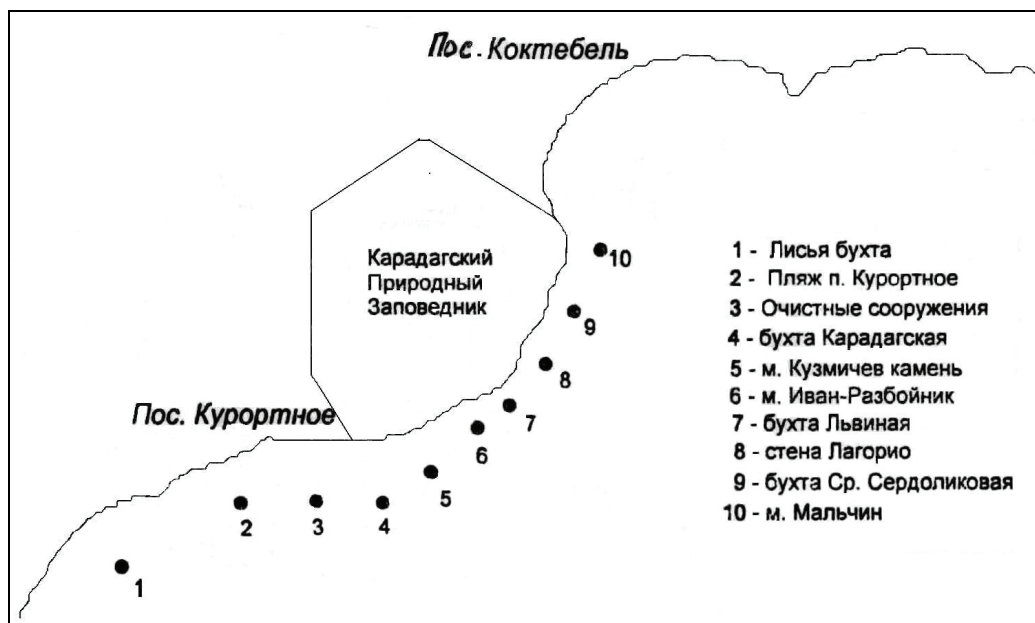 Пос. Коктебель
Карадагский
Природный
Заповедник
Пос. Курортное
10
9
8
7
6
5
4
3
2
1
1 - Лисья бухта
2 - Пляж п. Курортное
3 - Очистные сооружения
4 - бухта Карадагская
5 - м. Кузмичев камень
6 - м. Иван-Разбойник
7 - бухта Львиная
8 - стена Лагорио
9 - бухта Ср. Сердоликовая
10 - м. Мальчин